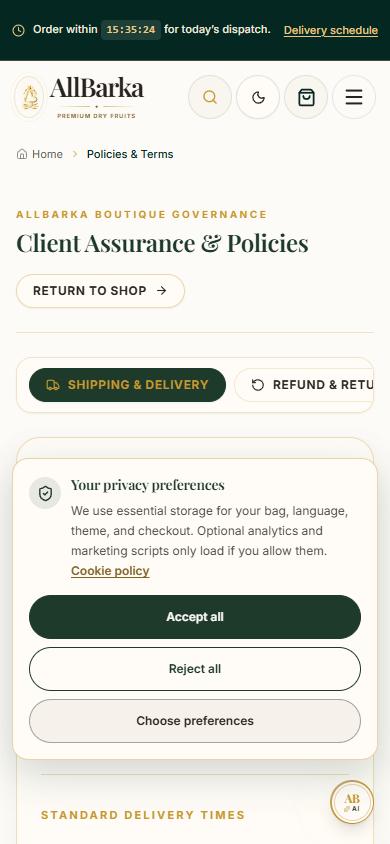 Order within 15:35:24 for today's dispatch. Delivery schedule
AllBarka
PREMIUM DRY FRUITS
Home > Policies & Terms
ALLBARKA BOUTIQUE GOVERNANCE
Client Assurance & Policies
RETURN TO SHOP →
SHIPPING & DELIVERY
REFUND & RETU
Your privacy preferences
We use essential storage for your bag, language,
theme, and checkout. Optional analytics and
marketing scripts only load if you allow them.
Cookie policy
Accept all
Reject all
Choose preferences
STANDARD DELIVERY TIMES
AB
AI